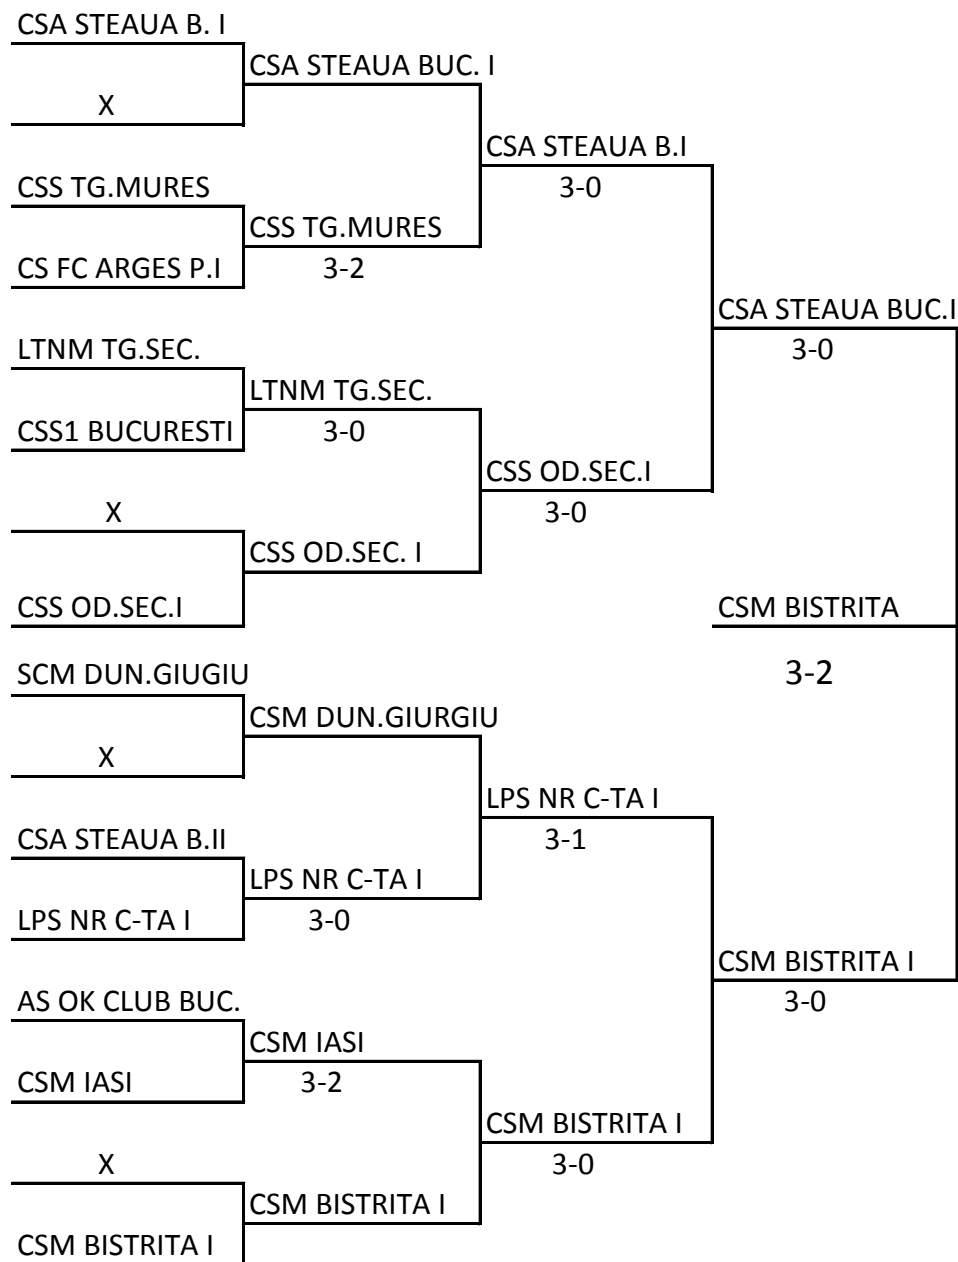 CSA STEAUA B. I
CSA STEAUA BUC. I
X
CSA STEAUA B.I
CSS TG.MURES
3-0
CSS TG.MURES
CS FC ARGES P.I
3-2
CSA STEAUA BUC.I
LTNM TG.SEC.
3-0
LTNM TG.SEC.
CSS1 BUCURESTI
3-0
CSS OD.SEC.I
X
3-0
CSS OD.SEC. I
CSS OD.SEC.I
CSM BISTRITA
SCM DUN.GIUGIU
3-2
CSM DUN.GIURGIU
X
LPS NR C-TA I
CSA STEAUA B.II
3-1
LPS NR C-TA I
LPS NR C-TA I
3-0
CSM BISTRITA I
AS OK CLUB BUC.
3-0
CSM IASI
CSM IASI
3-2
CSM BISTRITA I
X
3-0
CSM BISTRITA I
CSM BISTRITA I